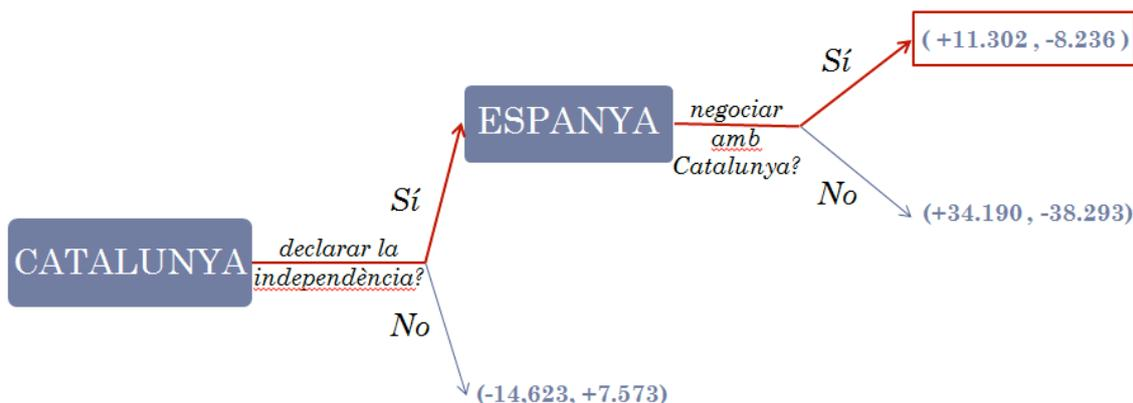 ( +11.302 , -8.236 )
Sí
ESPANYA
negociar
amb
Catalunya?
No
(+34.190 , -38.293)
Sí
CATALUNYA
declarar la
independència?
No
(-14,623, +7.573)